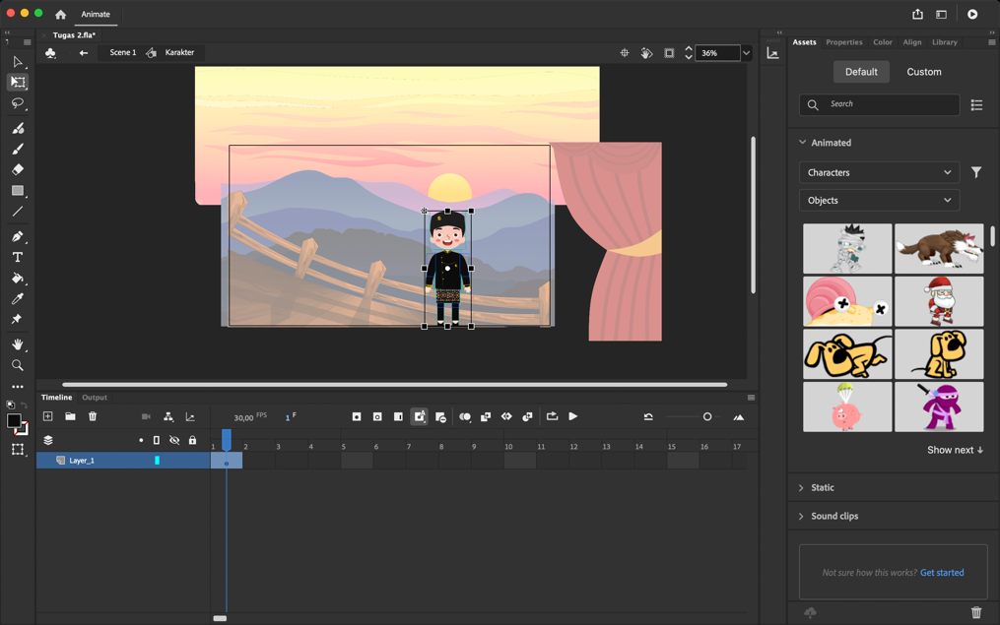 Animate
Tugas 2.fla*
Scene 1
Karakter
36%
Assets
Properties
Color
Align
Library
Default
Custom
Search
Animated
Characters
Objects
Show next ↓
Static
Sound clips
Not sure how this works? Get started
Timeline
Output
30,00 FPS
1 F
1 2 3 4 5 6 7 8 9 10 11 12 13 14 15 16 17
Layer_1